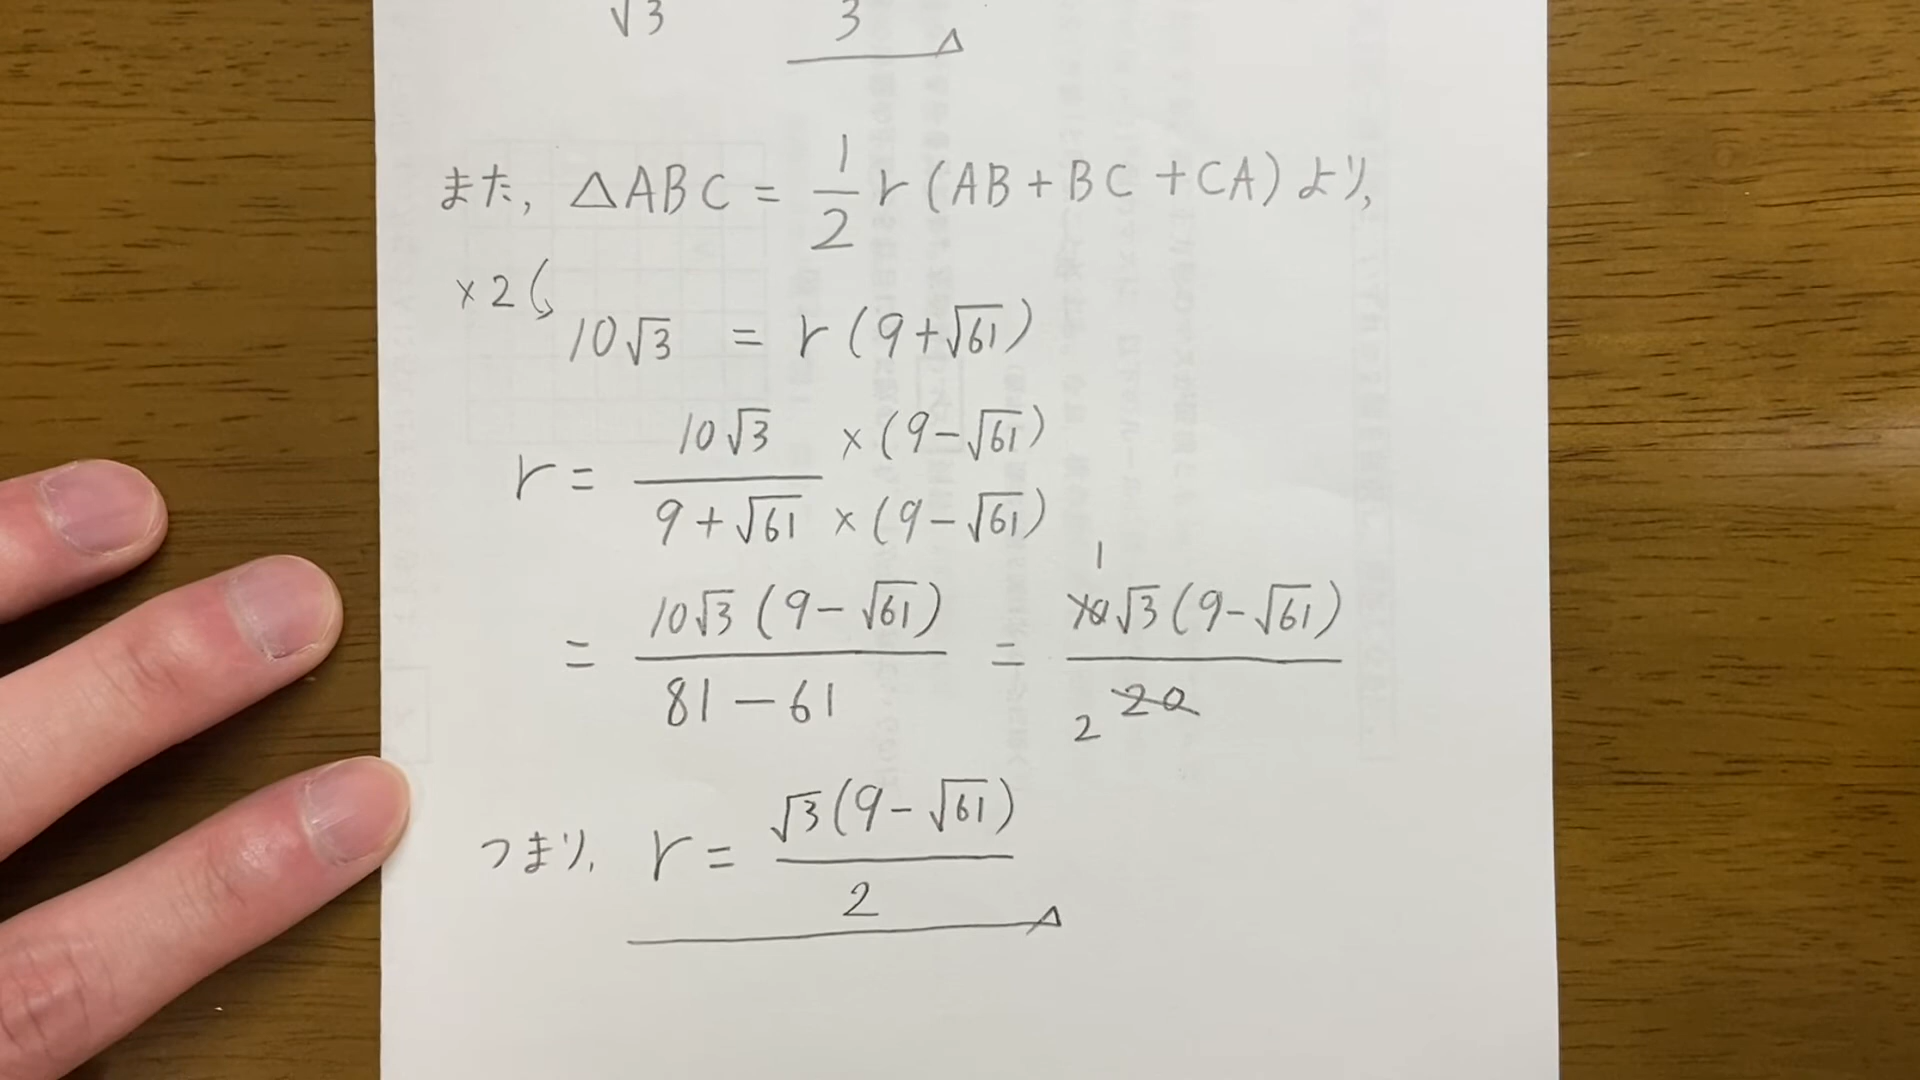 √3 3
また, △ABC = 1/2 r (AB + BC + CA) より,
×2
10√3 = r (9+√61)
r = 10√3 ×(9-√61) / 9+√61 ×(9-√61)
= 10√3 (9-√61) / 81-61 = 10√3 (9-√61) / 20
1
2
つまり, r = √3 (9-√61) / 2